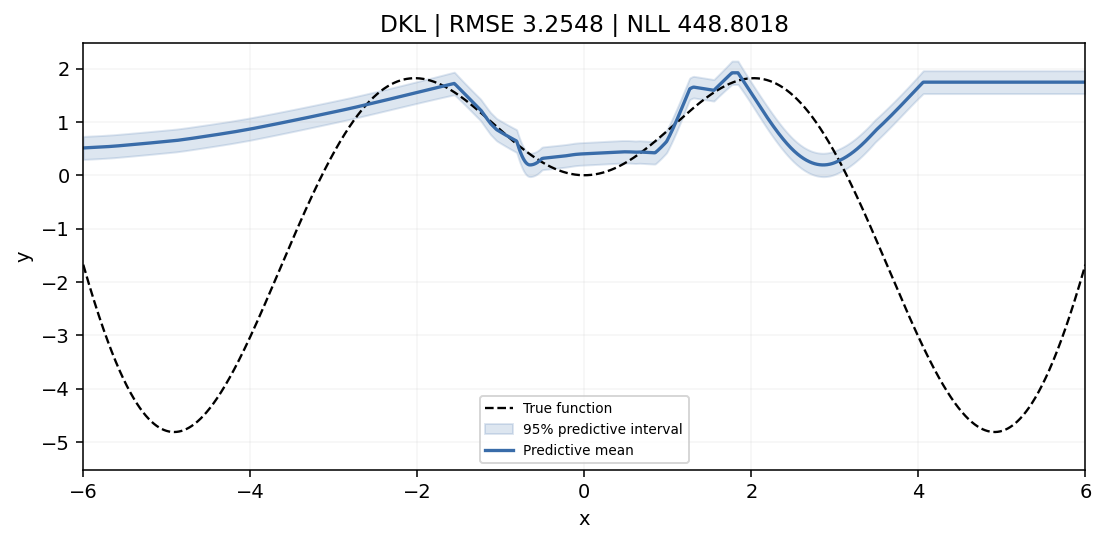 DKL | RMSE 3.2548 | NLL 448.8018
y
2
1
0
−1
−2
−3
−4
−5
True function
95% predictive interval
Predictive mean
−6 −4 −2 0 2 4 6
x